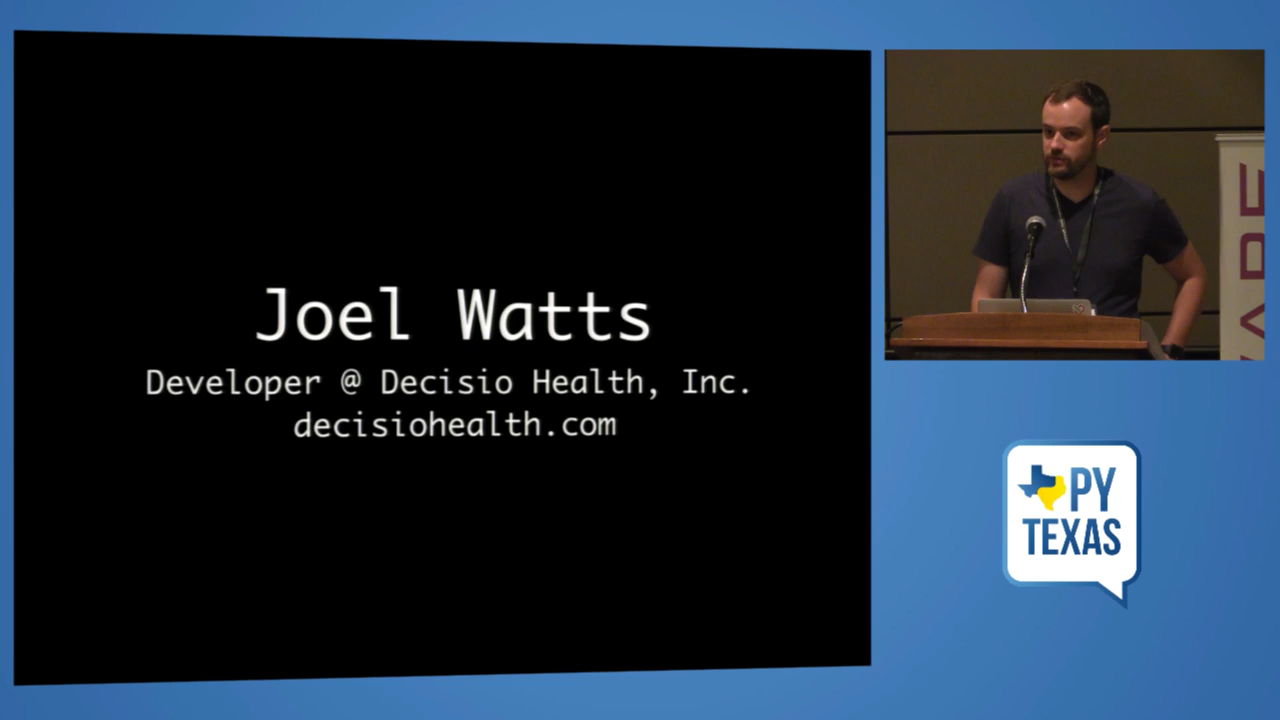 Joel Watts
Developer @ Decisio Health, Inc.
decisiohealth.com
PY
TEXAS